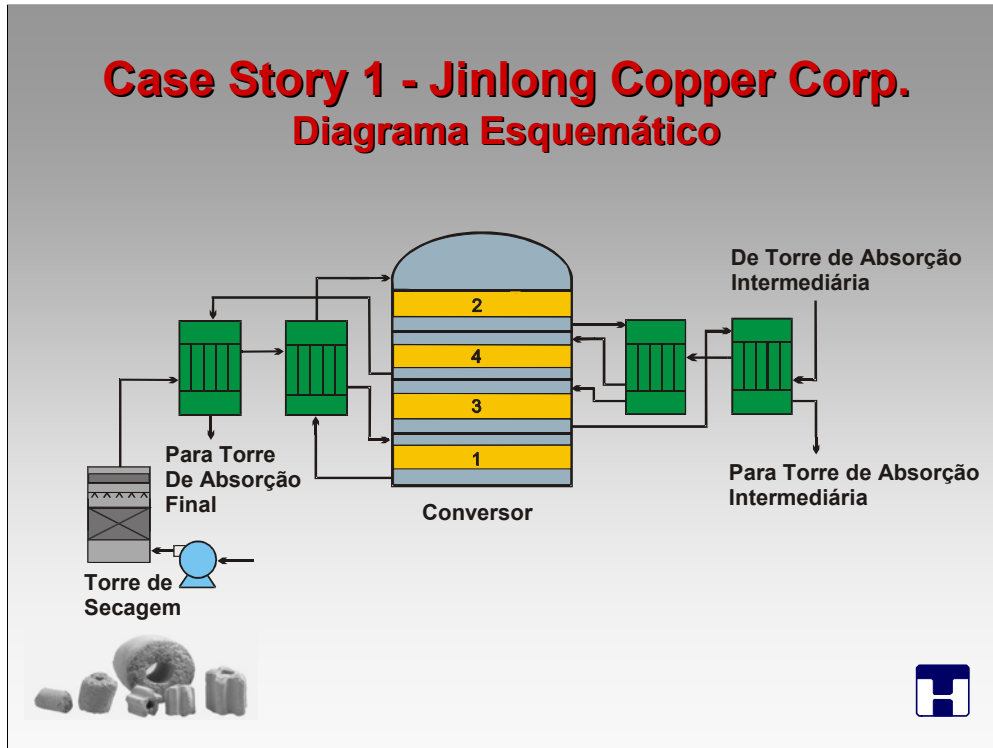 Case Story 1 - Jinlong Copper Corp.
Diagrama Esquemático
De Torre de Absorção
Intermediária
2
4
3
1
Para Torre
De Absorção
Final
Para Torre de Absorção
Intermediária
Conversor
Torre de
Secagem